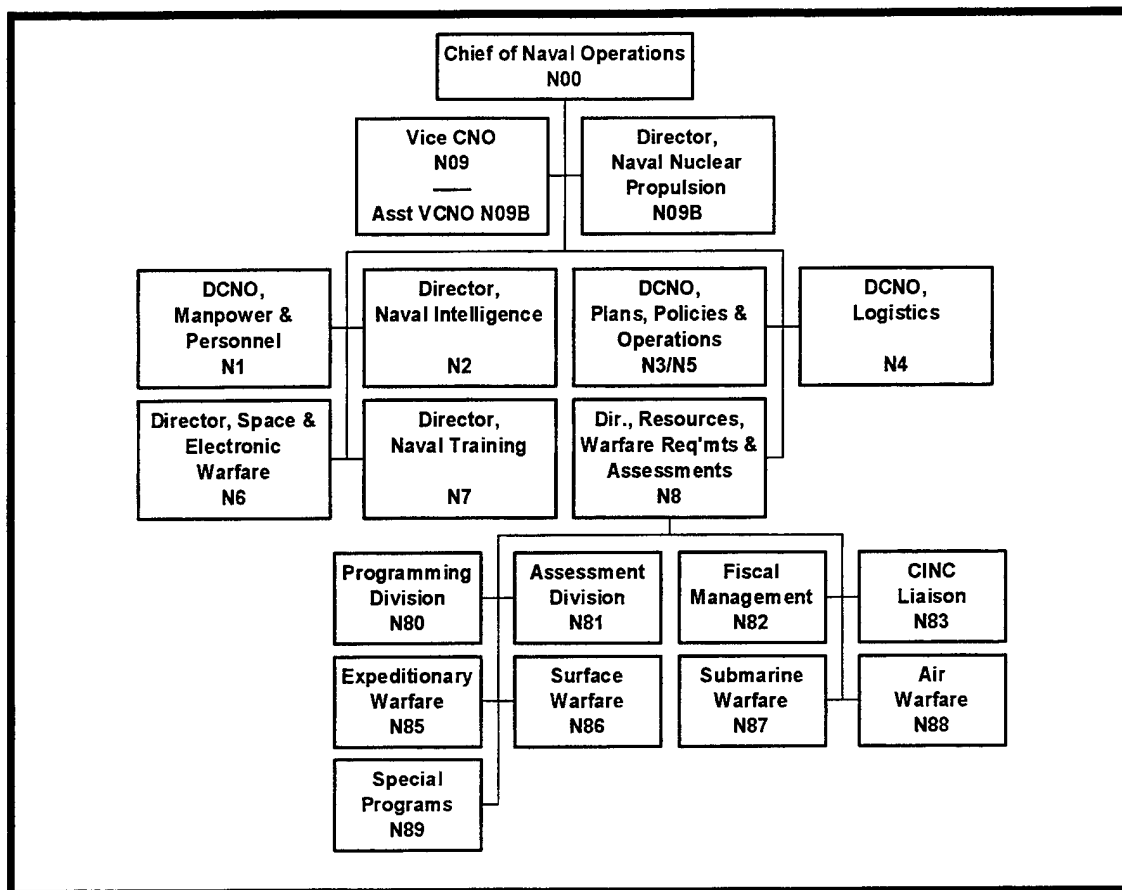 Chief of Naval Operations
N00
Vice CNO
N09
Asst VCNO N09B
Director,
Naval Nuclear
Propulsion
N09B
DCNO,
Manpower &
Personnel
N1
Director,
Naval Intelligence
N2
DCNO,
Plans, Policies &
Operations
N3/N5
DCNO,
Logistics
N4
Director, Space &
Electronic
Warfare
N6
Director,
Naval Training
N7
Dir., Resources,
Warfare Req'mts &
Assessments
N8
Programming
Division
N80
Assessment
Division
N81
Fiscal
Management
N82
CINC
Liaison
N83
Expeditionary
Warfare
N85
Surface
Warfare
N86
Submarine
Warfare
N87
Air
Warfare
N88
Special
Programs
N89